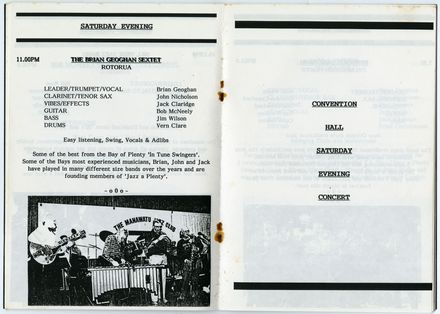 SATURDAY EVENING
11.00PM THE BRIAN GEOGHAN SEXTET
ROTORUA
LEADER/TRUMPET/VOCAL Brian Geoghan
CLARINET/TENOR SAX John Nicholson
VIBES/EFFECTS Jack Claridge
GUITAR Bob McNeely
BASS Jim Wilson
DRUMS Vern Clare
Easy listening, Swing, Vocals & Adlibs
Some of the best from the Bay of Plenty 'In Tune Swingers'.
Some of the Bays most experienced musicians, Brian, John and Jack
have played in many different size bands over the years and are
founding members of 'Jazz a Plenty'.
-oOo-
THE MANAWATU JAZZ CLUB
CONVENTION
HALL
SATURDAY
EVENING
CONCERT